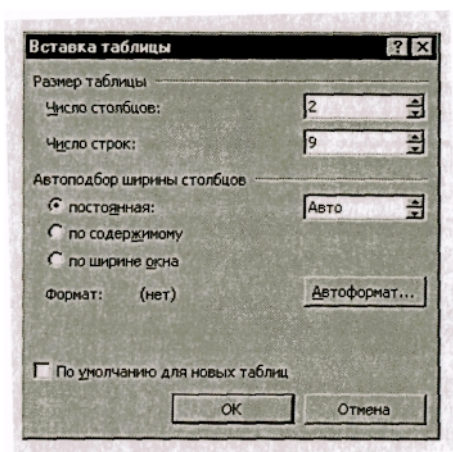 Вставка таблицы
Размер таблицы
Число столбцов: 2
Число строк: 9
Автоподбор ширины столбцов
постоянная: Авто
по содержимому
по ширине окна
Формат: (нет) Автоформат...
По умолчанию для новых таблиц
ОК Отмена